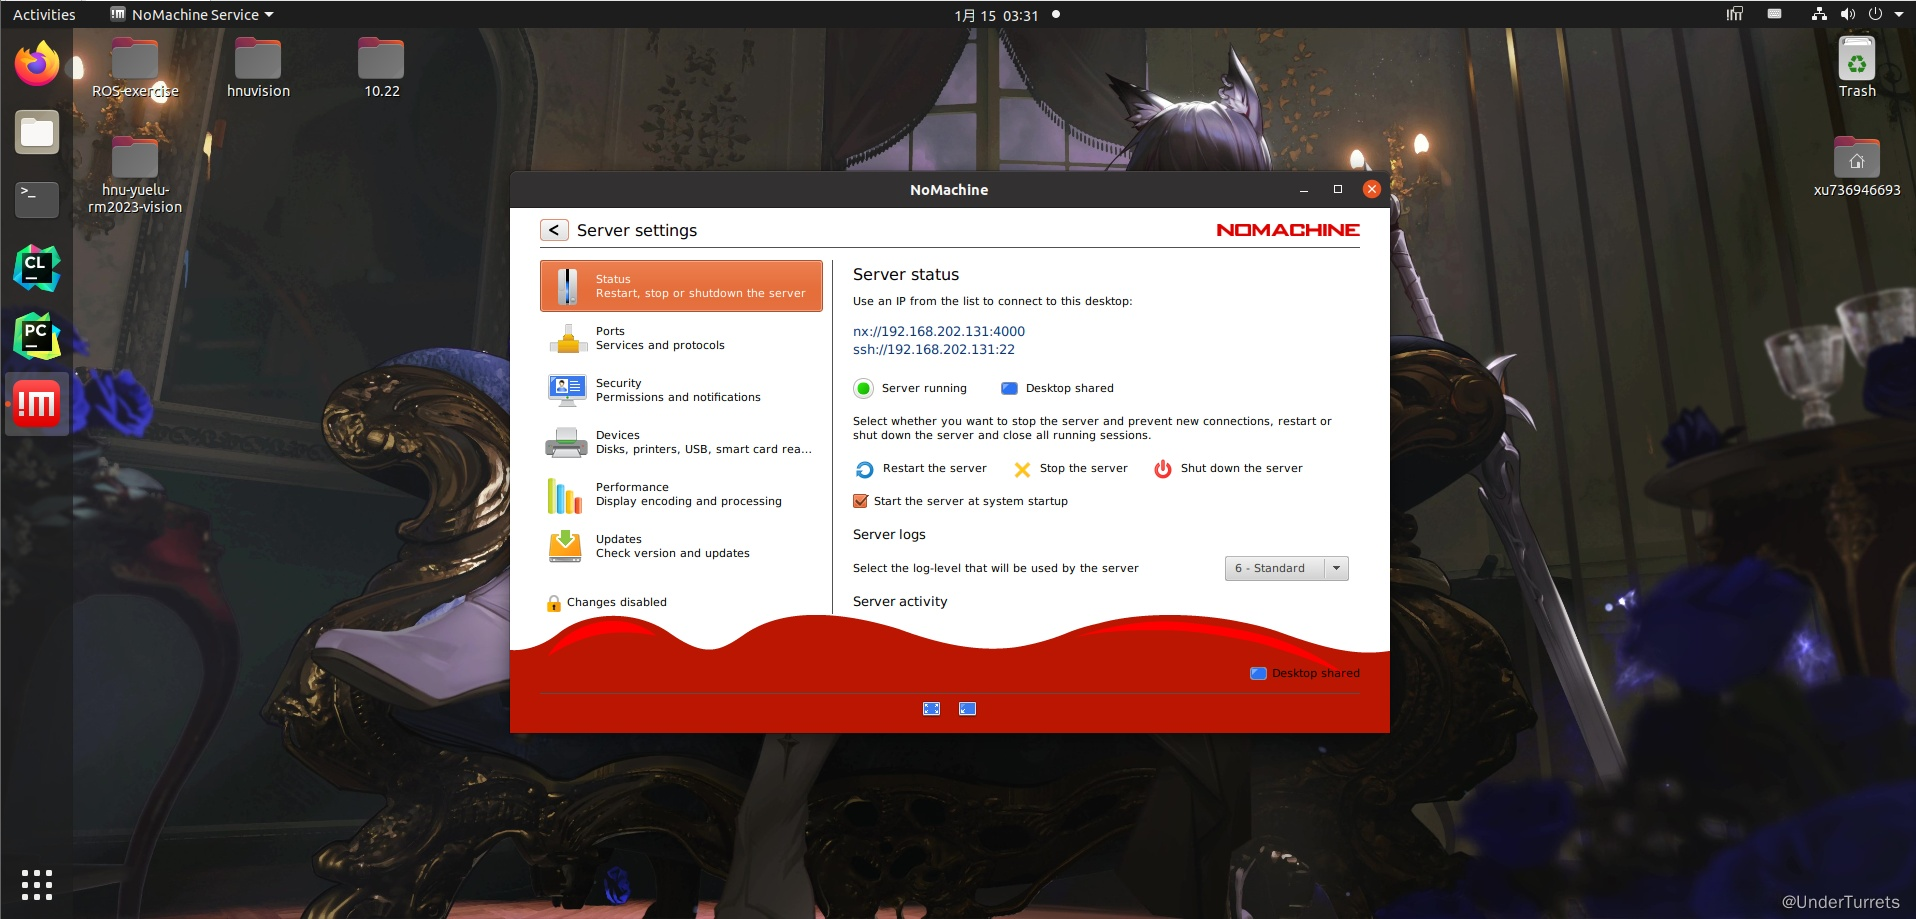 Activities
NoMachine Service
1月 15 03:31
ROS-exercise
hnuvision
10.22
hnu-yuelu-
rm2023-vision
Trash
xu736946693
>_
CL
PC
!M
NoMachine
<
Server settings
NOMACHINE
Status
Restart, stop or shutdown the server
Ports
Services and protocols
Security
Permissions and notifications
Devices
Disks, printers, USB, smart card rea...
Performance
Display encoding and processing
Updates
Check version and updates
Changes disabled
Server status
Use an IP from the list to connect to this desktop:
nx://192.168.202.131:4000
ssh://192.168.202.131:22
Server running
Desktop shared
Select whether you want to stop the server and prevent new connections, restart or
shut down the server and close all running sessions.
Restart the server
Stop the server
Shut down the server
Start the server at system startup
Server logs
Select the log-level that will be used by the server
6 - Standard
Server activity
Desktop shared
@UnderTurrets